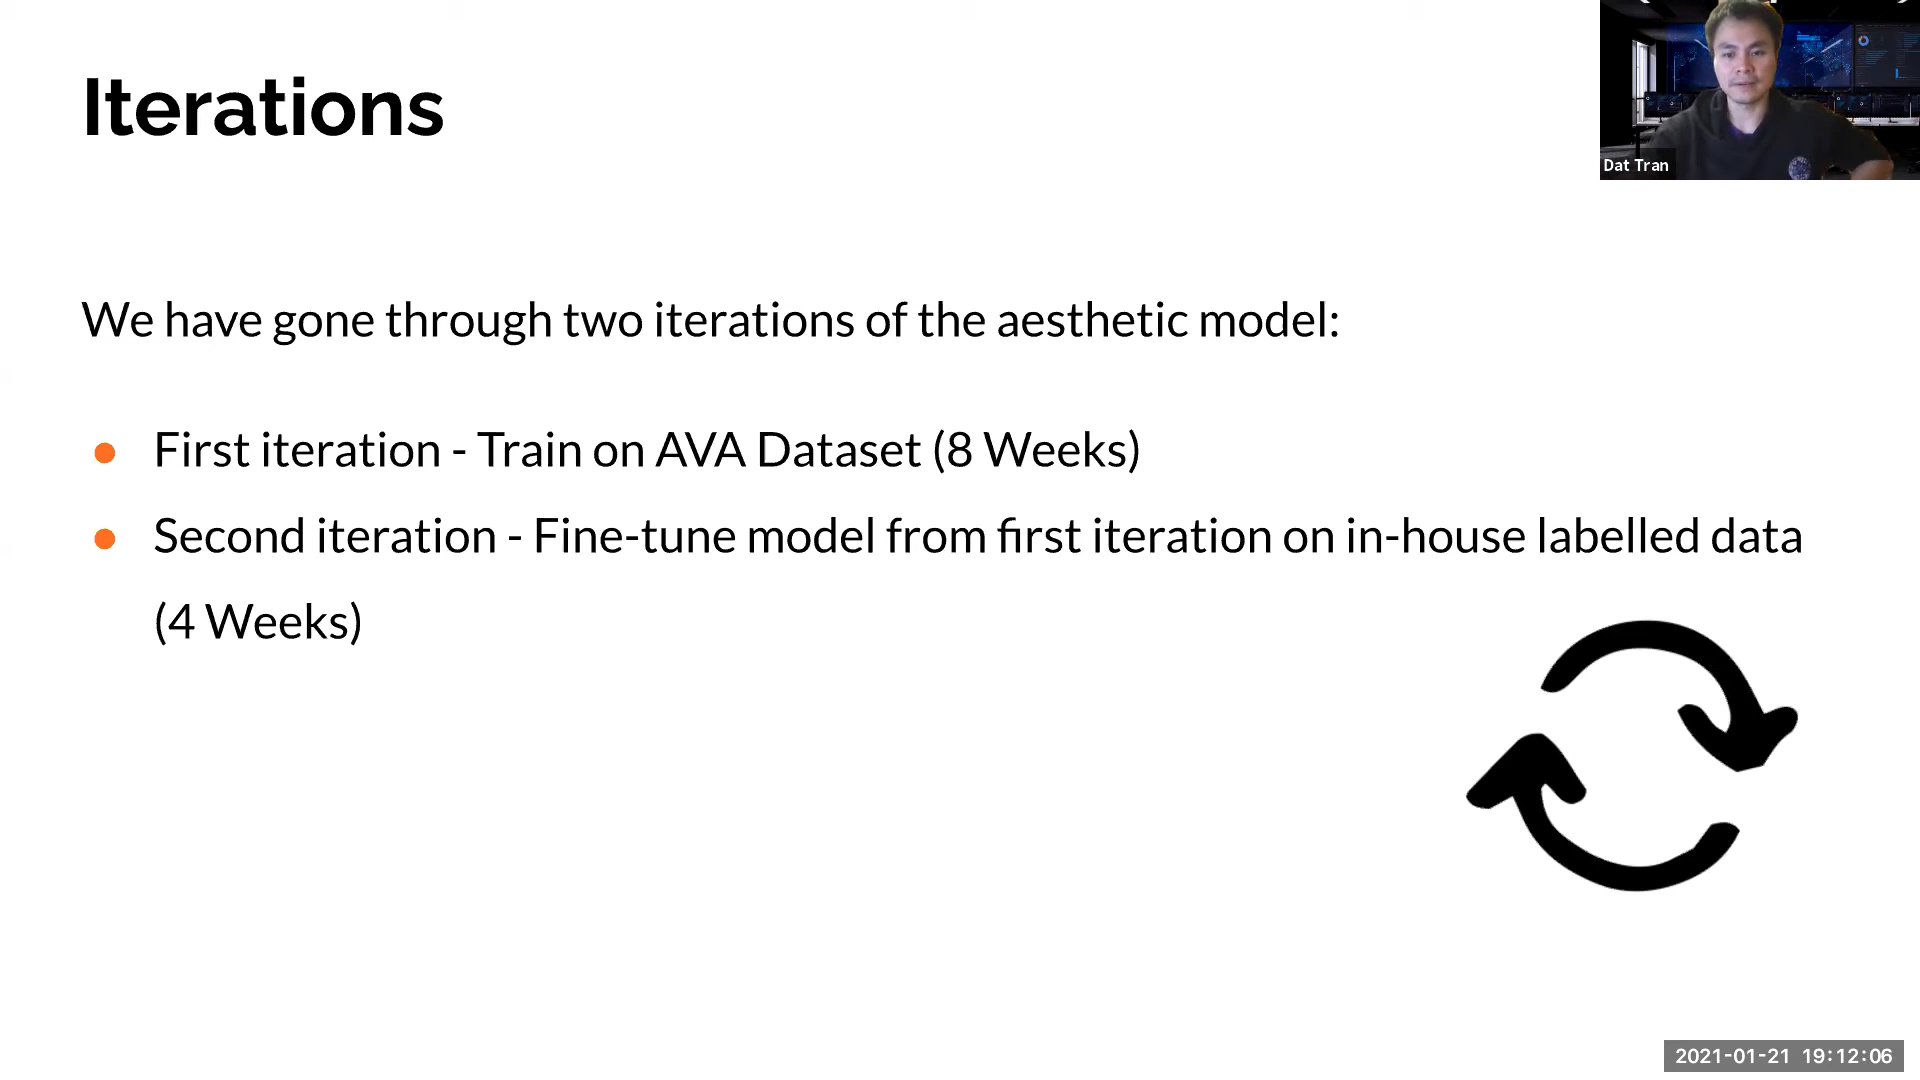 Iterations
Dat Tran
We have gone through two iterations of the aesthetic model:
First iteration - Train on AVA Dataset (8 Weeks)
Second iteration - Fine-tune model from first iteration on in-house labelled data
(4 Weeks)
2021-01-21 19:12:06